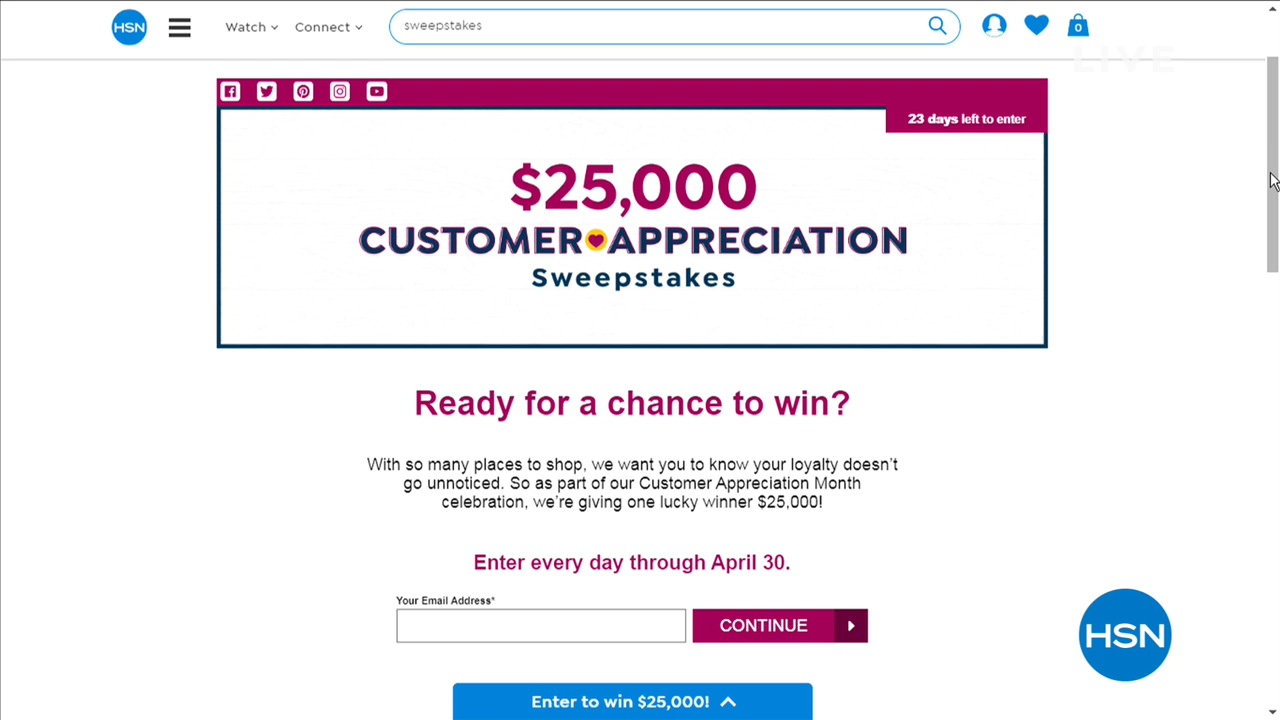 HSN
Watch
Connect
sweepstakes
0
LIVE
23 days left to enter
$25,000
CUSTOMER APPRECIATION
Sweepstakes
Ready for a chance to win?
With so many places to shop, we want you to know your loyalty doesn't
go unnoticed. So as part of our Customer Appreciation Month
celebration, we're giving one lucky winner $25,000!
Enter every day through April 30.
Your Email Address*
CONTINUE
HSN
Enter to win $25,000!